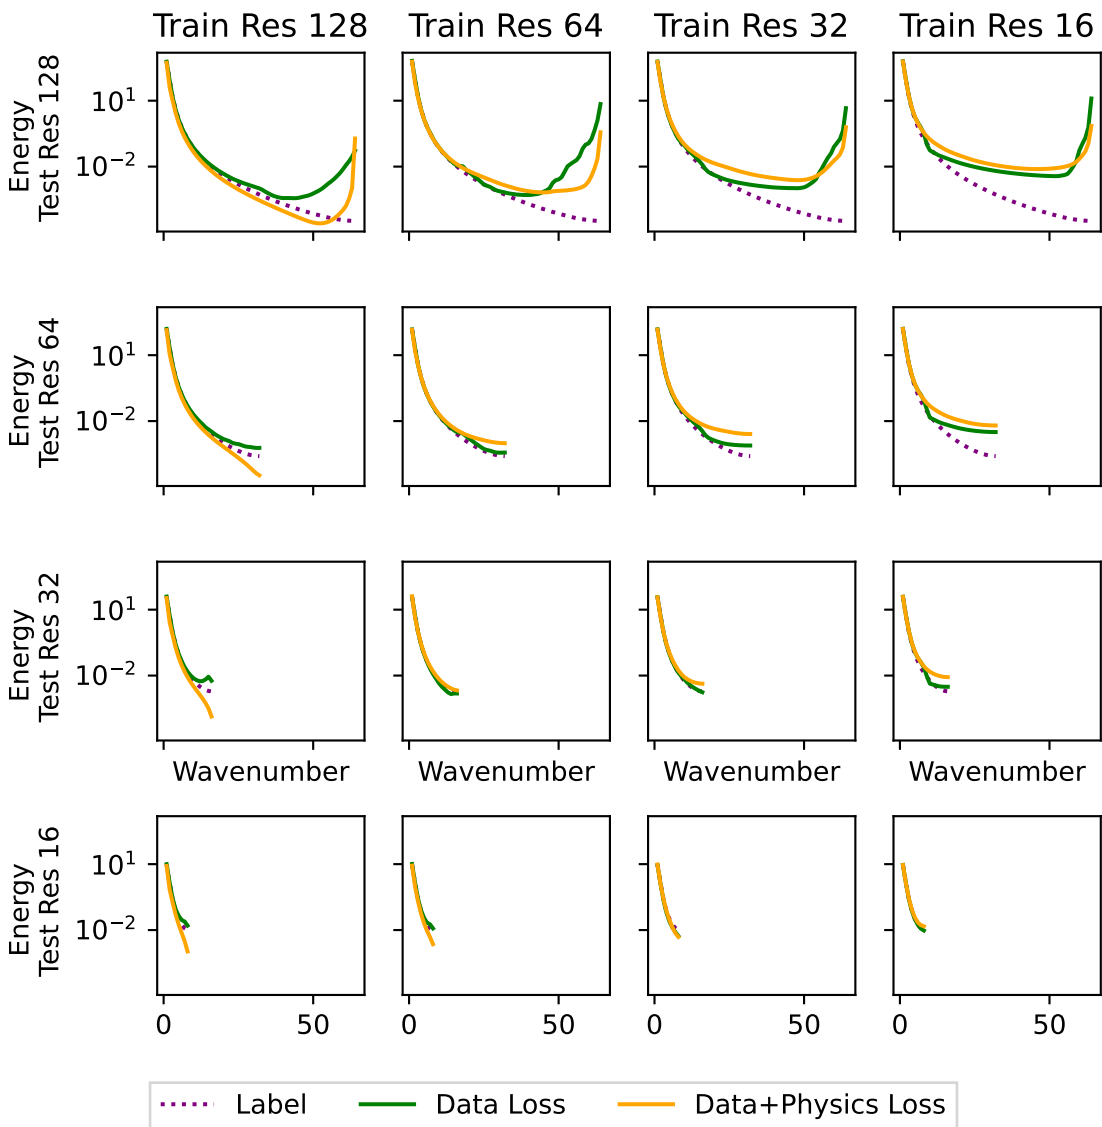 Train Res 128 Train Res 64 Train Res 32 Train Res 16
Energy
Test Res 128
10^1
10^−2
Energy
Test Res 64
10^1
10^−2
Energy
Test Res 32
10^1
10^−2
Wavenumber Wavenumber Wavenumber Wavenumber
Energy
Test Res 16
10^1
10^−2
0 50 0 50 0 50 0 50
Label Data Loss Data+Physics Loss